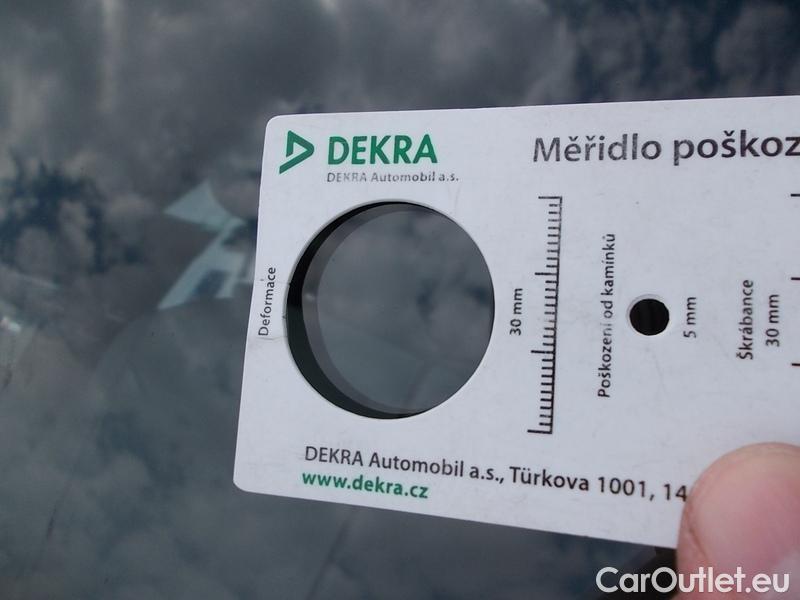 DEKRA
DEKRA Automobil a.s.
Měřidlo poškoz
Deformace
30 mm
Poškození od kamínků
5 mm
Škrábance
30 mm
DEKRA Automobil a.s., Türkova 1001, 14
www.dekra.cz
CarOutlet.eu